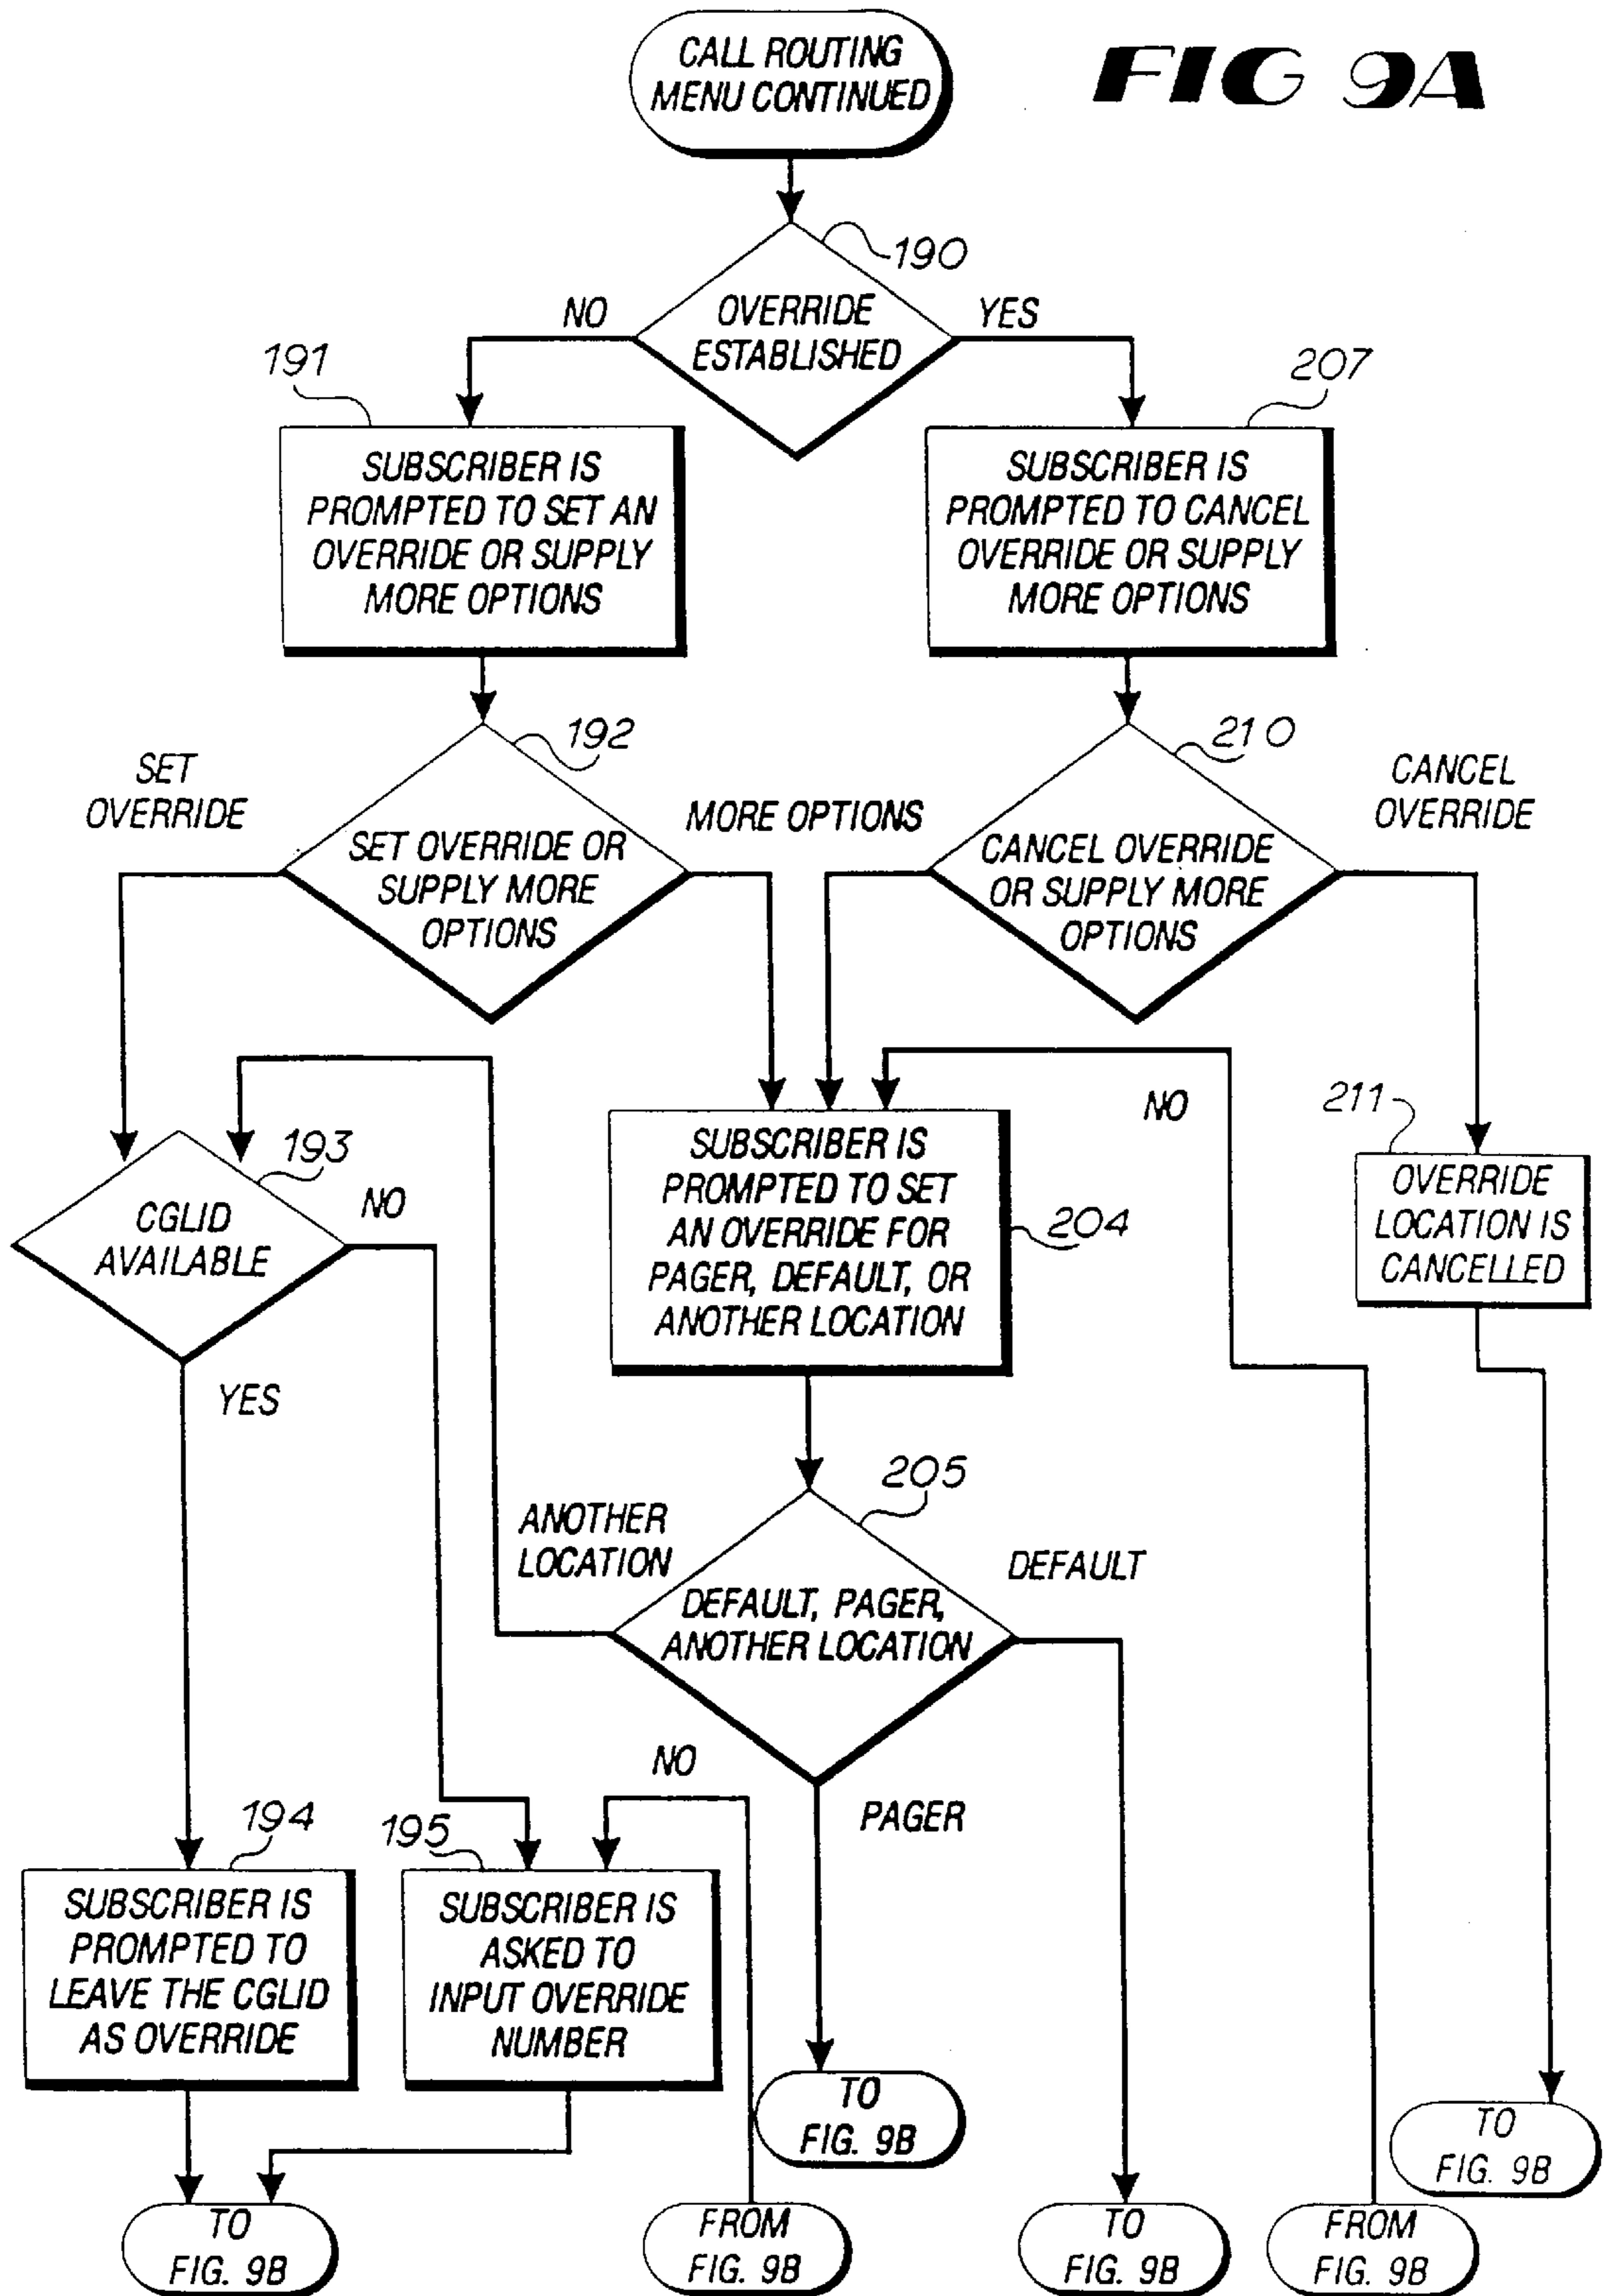 CALL ROUTING
MENU CONTINUED
FIG 9A
190
NO
OVERRIDE
ESTABLISHED
YES
191
207
SUBSCRIBER IS
PROMPTED TO SET AN
OVERRIDE OR SUPPLY
MORE OPTIONS
SUBSCRIBER IS
PROMPTED TO CANCEL
OVERRIDE OR SUPPLY
MORE OPTIONS
192
210
SET
OVERRIDE
SET OVERRIDE OR
SUPPLY MORE
OPTIONS
MORE OPTIONS
CANCEL OVERRIDE
OR SUPPLY MORE
OPTIONS
CANCEL
OVERRIDE
193
CGLID
AVAILABLE
NO
YES
SUBSCRIBER IS
PROMPTED TO SET
AN OVERRIDE FOR
PAGER, DEFAULT, OR
ANOTHER LOCATION
204
NO
211
OVERRIDE
LOCATION IS
CANCELLED
205
ANOTHER
LOCATION
DEFAULT, PAGER,
ANOTHER LOCATION
DEFAULT
NO
PAGER
194
SUBSCRIBER IS
PROMPTED TO
LEAVE THE CGLID
AS OVERRIDE
195
SUBSCRIBER IS
ASKED TO
INPUT OVERRIDE
NUMBER
TO
FIG. 9B
TO
FIG. 9B
TO
FIG. 9B
FROM
FIG. 9B
TO
FIG. 9B
FROM
FIG. 9B